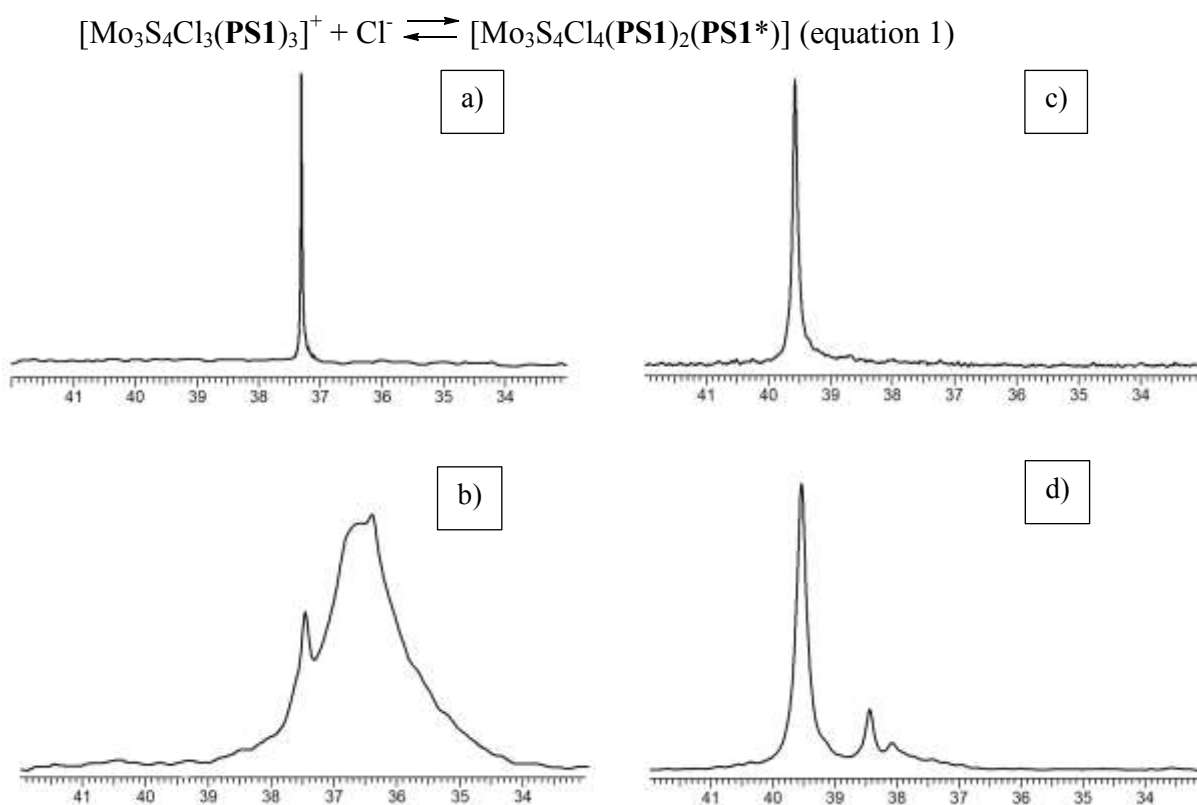 [Mo₃S₄Cl₃(PS1)₃]⁺ + Cl⁻ ⇄ [Mo₃S₄Cl₄(PS1)₂(PS1*)] (equation 1)
a)
41 40 39 38 37 36 35 34
c)
41 40 39 38 37 36 35 34
b)
41 40 39 38 37 36 35 34
d)
41 40 39 38 37 36 35 34